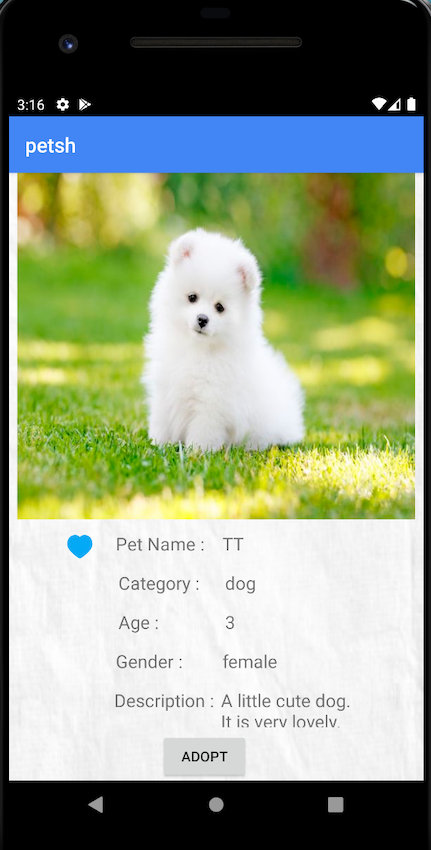 3:16
petsh
Pet Name : TT
Category : dog
Age : 3
Gender : female
Description : A little cute dog.
It is very lovely.
ADOPT